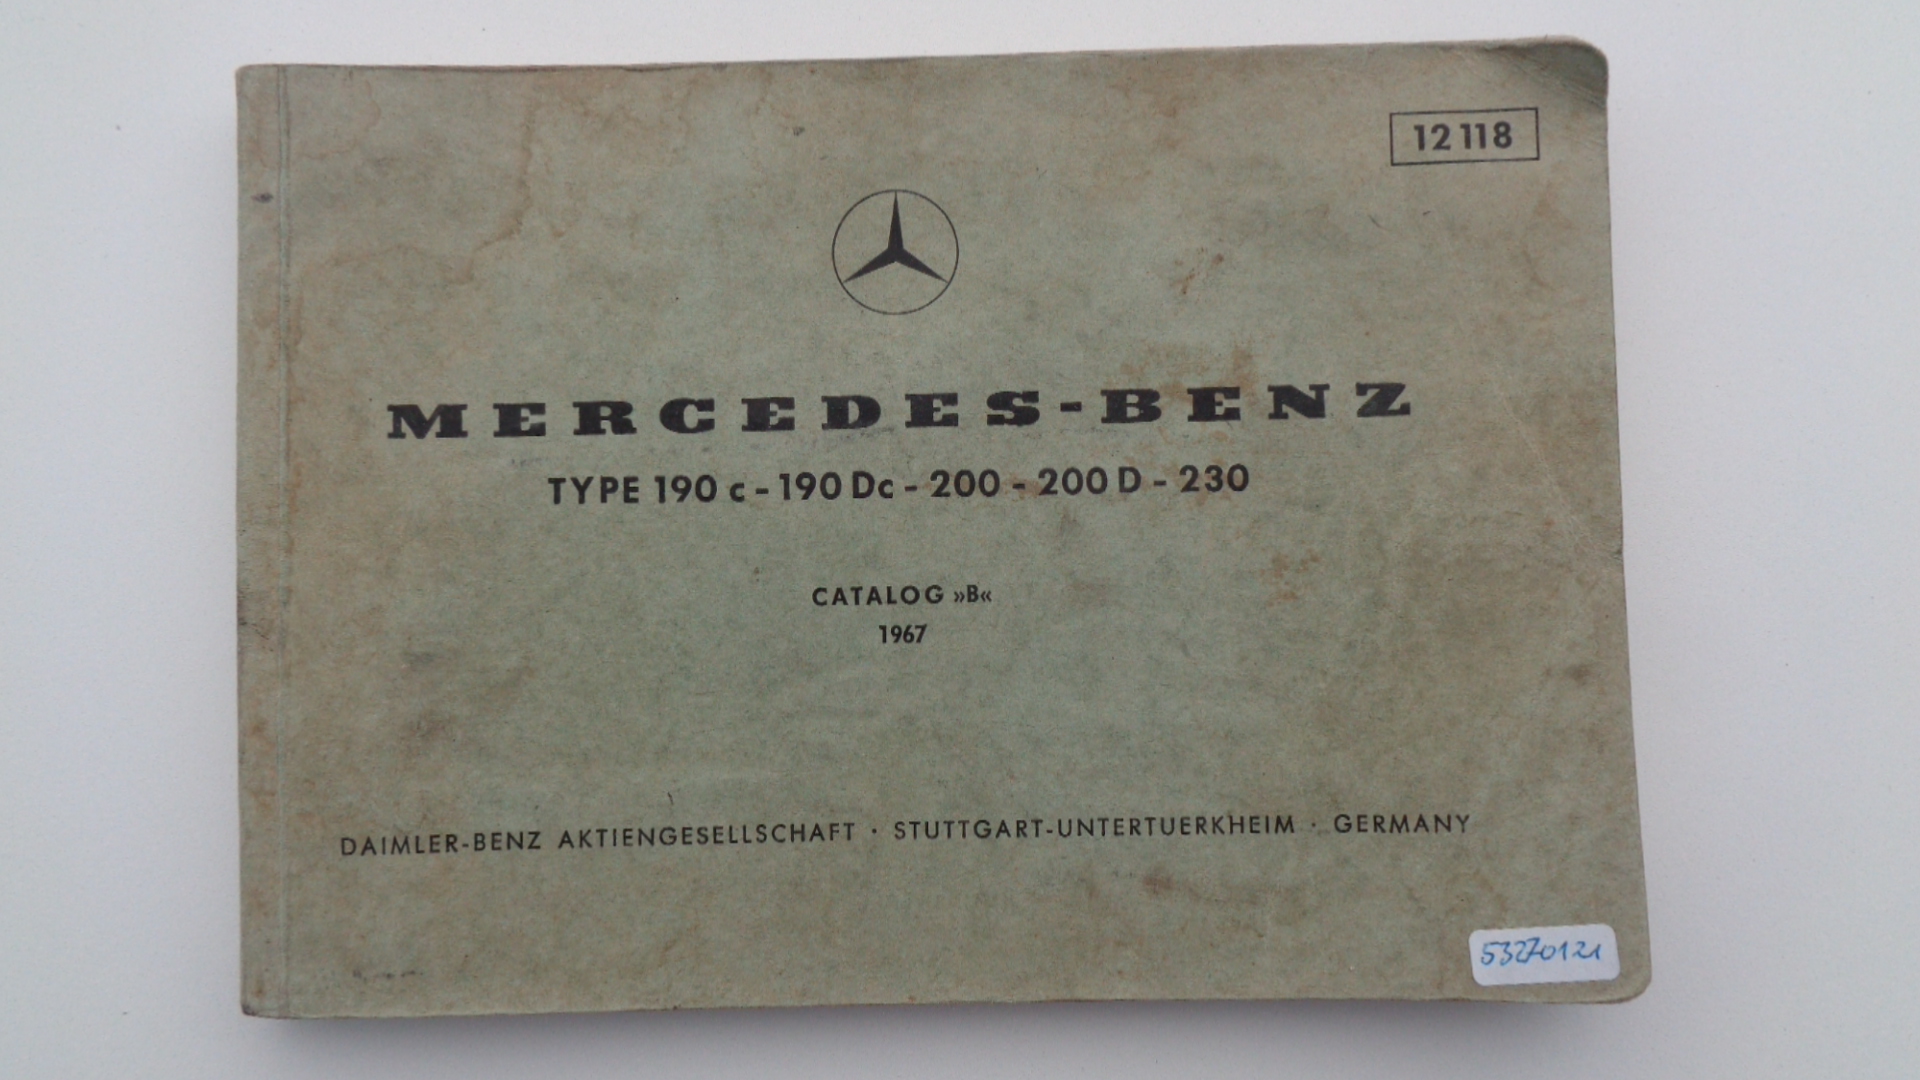 12 118
MERCEDES-BENZ
TYPE 190 c - 190 Dc - 200 - 200 D - 230
CATALOG »B«
1967
DAIMLER-BENZ AKTIENGESELLSCHAFT · STUTTGART-UNTERTUERKHEIM · GERMANY
53270121